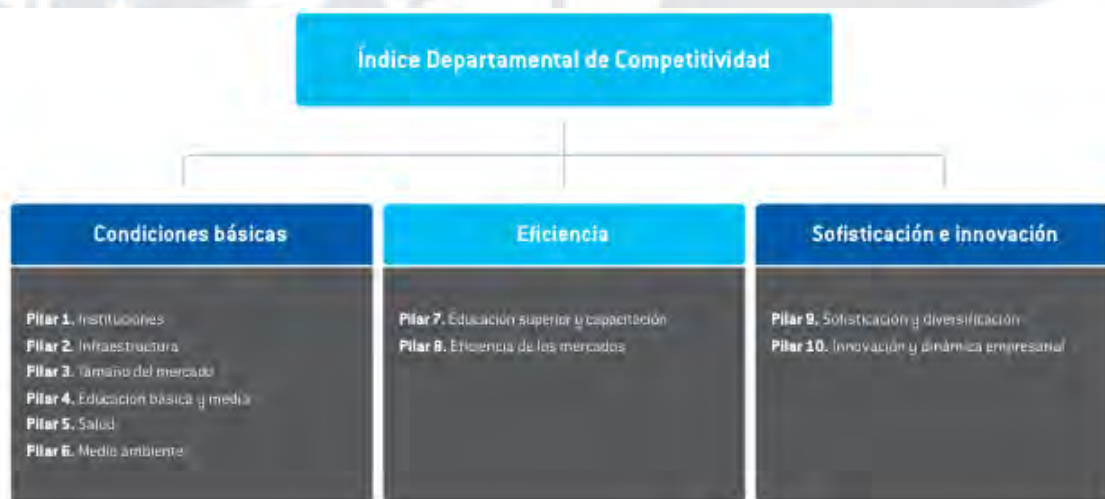 Índice Departamental de Competitividad
Condiciones básicas
Pilar 1. Instituciones
Pilar 2. Infraestructura
Pilar 3. Tamaño del mercado
Pilar 4. Educación básica y media
Pilar 5. Salud
Pilar 6. Medio ambiente
Eficiencia
Pilar 7. Educación superior y capacitación
Pilar 8. Eficiencia de los mercados
Sofisticación e innovación
Pilar 9. Sofisticación y diversificación
Pilar 10. Innovación y dinámica empresarial